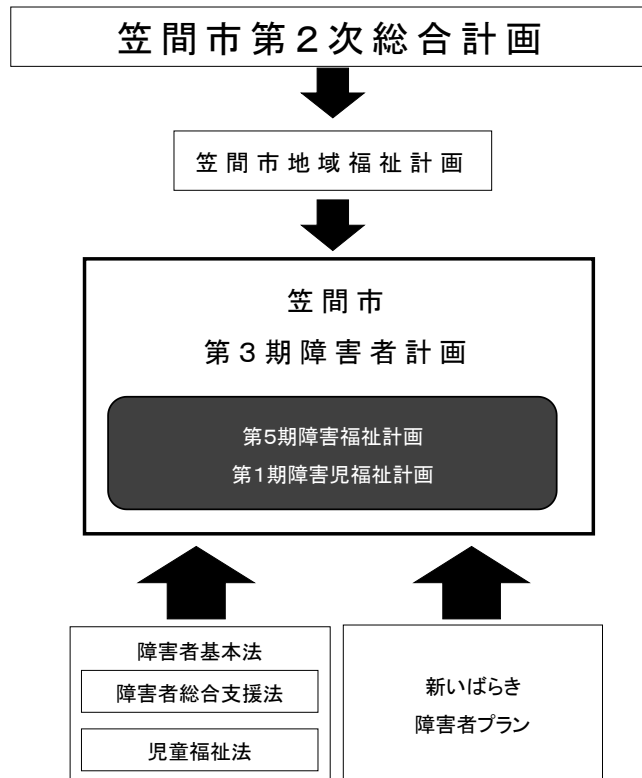 笠間市第２次総合計画
笠間市地域福祉計画
笠間市
第３期障害者計画
第5期障害福祉計画
第1期障害児福祉計画
障害者基本法
障害者総合支援法
児童福祉法
新いばらき
障害者プラン